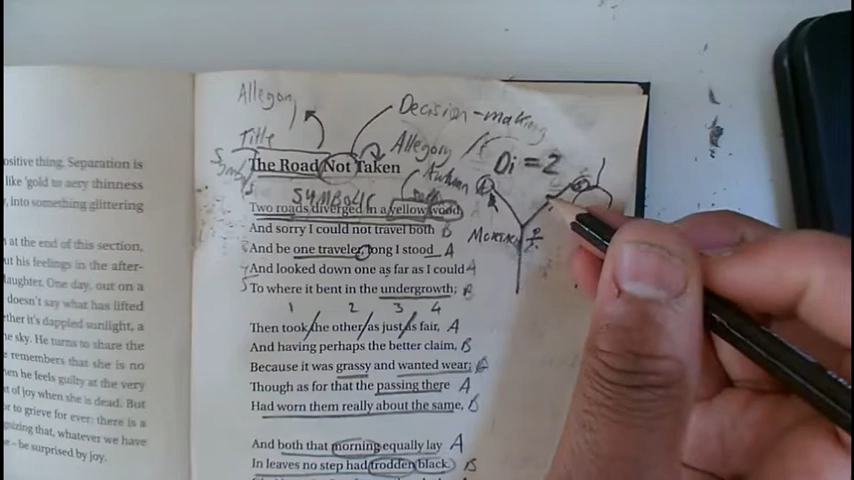 Allegory
Decision-making
Title
Allegory
Di = 2
The Road Not Taken
Autumn
SYMBOLIC
Two roads diverged in a yellow wood,
And sorry I could not travel both B
And be one traveler, long I stood A
And looked down one as far as I could A
To where it bent in the undergrowth; B
1 2 3 4
Then took the other, as just as fair, A
And having perhaps the better claim, B
Because it was grassy and wanted wear;
Though as for that the passing there A
Had worn them really about the same, B
And both that morning equally lay A
In leaves no step had trodden black. B
ositive thing. Separation is
like 'gold to aery thinness
, into something glittering
at the end of this section,
ut his feelings in the after-
laughter. One day, out on a
doesn't say what has lifted
ther it's dappled sunlight, a
he sky. He turns to share the
e remembers that she is no
hen he feels guilty at the very
t of joy when she is dead. But
or to grieve for ever: there is a
gnizing that, whatever we have
e – be surprised by joy.